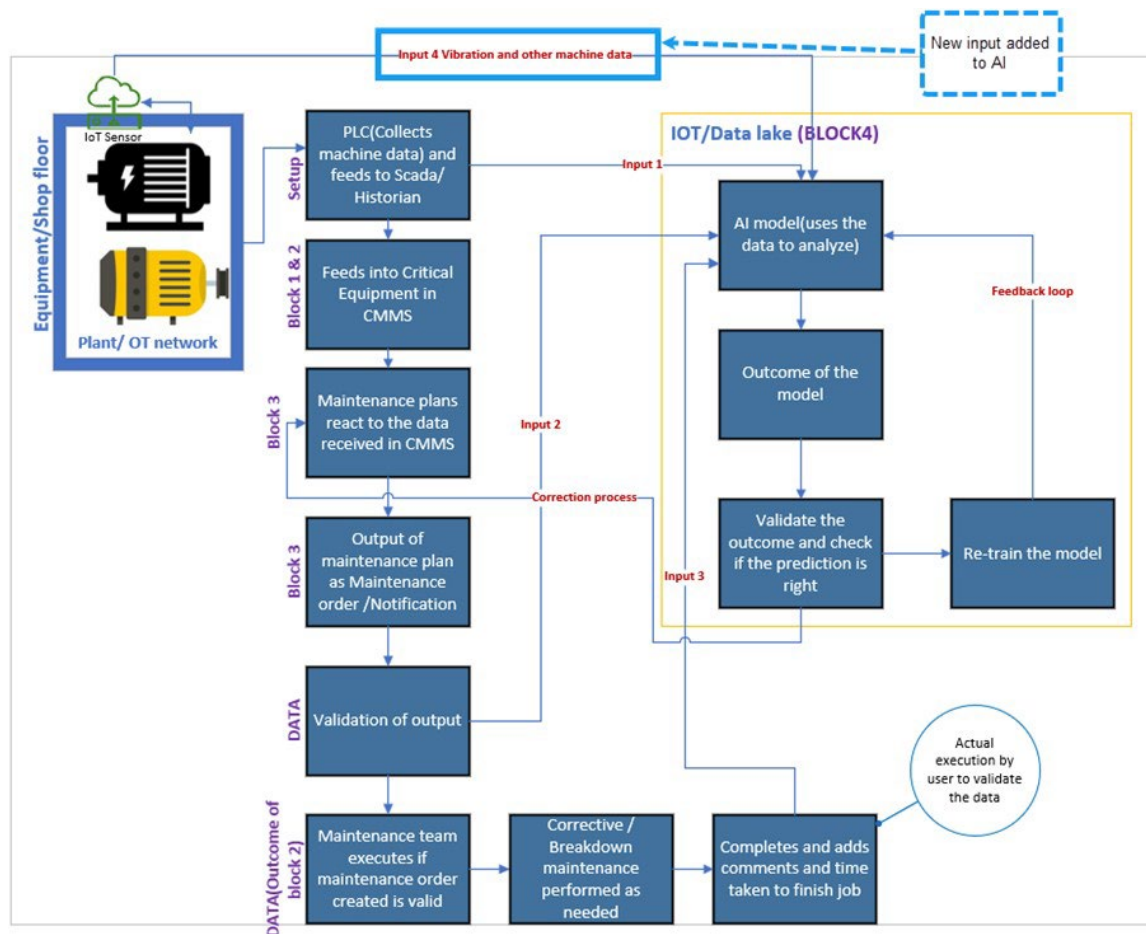 Input 4 Vibration and other machine data
New input added
to AI
IoT Sensor
Equipment/Shop floor
Plant/ OT network
Setup
PLC(Collects
machine data) and
feeds to Scada/
Historian
Input 1
IOT/Data lake (BLOCK4)
AI model(uses the
data to analyze)
Block 1 & 2
Feeds into Critical
Equipment in
CMMS
Feedback loop
Outcome of the
model
Block 3
Maintenance plans
react to the data
received in CMMS
Input 2
Correction process
Block 3
Output of
maintenance plan
as Maintenance
order /Notification
Validate the
outcome and check
if the prediction is
right
Re-train the model
Input 3
DATA
Validation of output
Actual
execution by
user to validate
the data
DATA(Outcome of
block 2)
Maintenance team
executes if
maintenance order
created is valid
Corrective /
Breakdown
maintenance
performed as
needed
Completes and adds
comments and time
taken to finish job